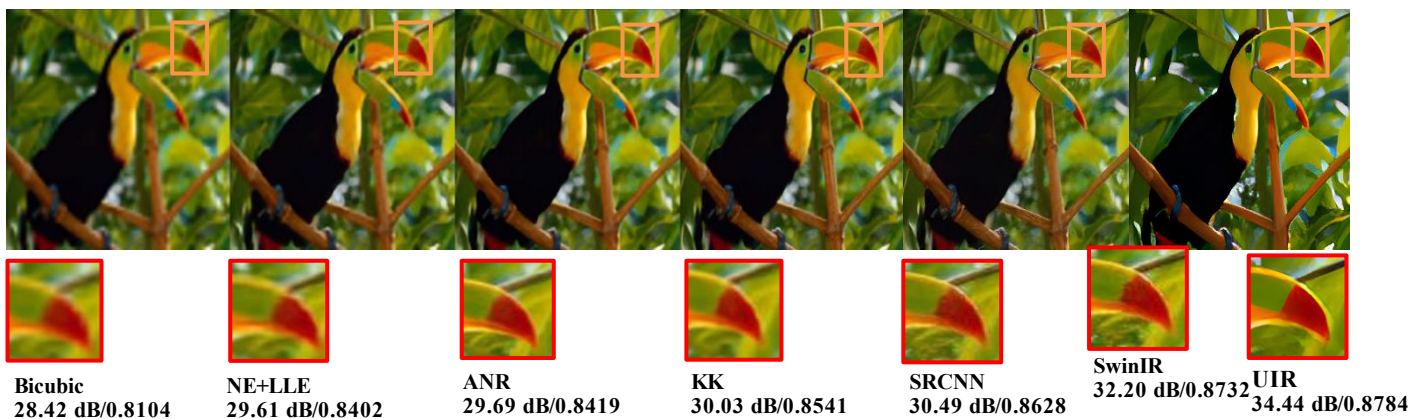 Bicubic
28.42 dB/0.8104
NE+LLE
29.61 dB/0.8402
ANR
29.69 dB/0.8419
KK
30.03 dB/0.8541
SRCNN
30.49 dB/0.8628
SwinIR
32.20 dB/0.8732
UIR
34.44 dB/0.8784